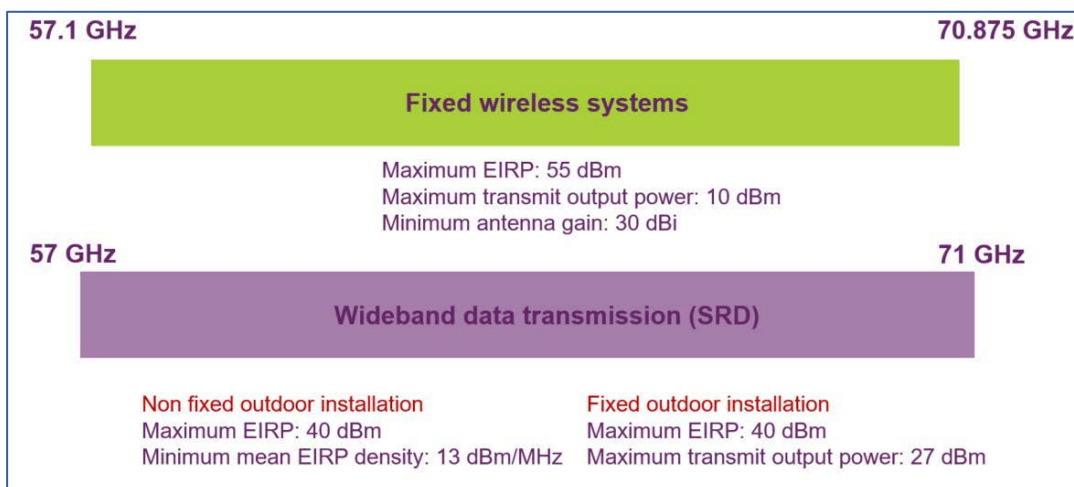 57.1 GHz
70.875 GHz
Fixed wireless systems
Maximum EIRP: 55 dBm
Maximum transmit output power: 10 dBm
Minimum antenna gain: 30 dBi
57 GHz
71 GHz
Wideband data transmission (SRD)
Non fixed outdoor installation
Maximum EIRP: 40 dBm
Minimum mean EIRP density: 13 dBm/MHz
Fixed outdoor installation
Maximum EIRP: 40 dBm
Maximum transmit output power: 27 dBm